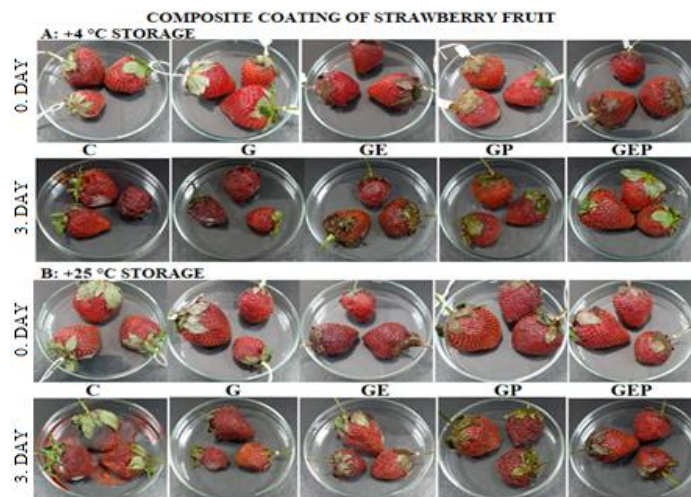 COMPOSITE COATING OF STRAWBERRY FRUIT
A: +4 °C STORAGE
0. DAY
C G GE GP GEP
3. DAY
B: +25 °C STORAGE
0. DAY
C G GE GP GEP
3. DAY